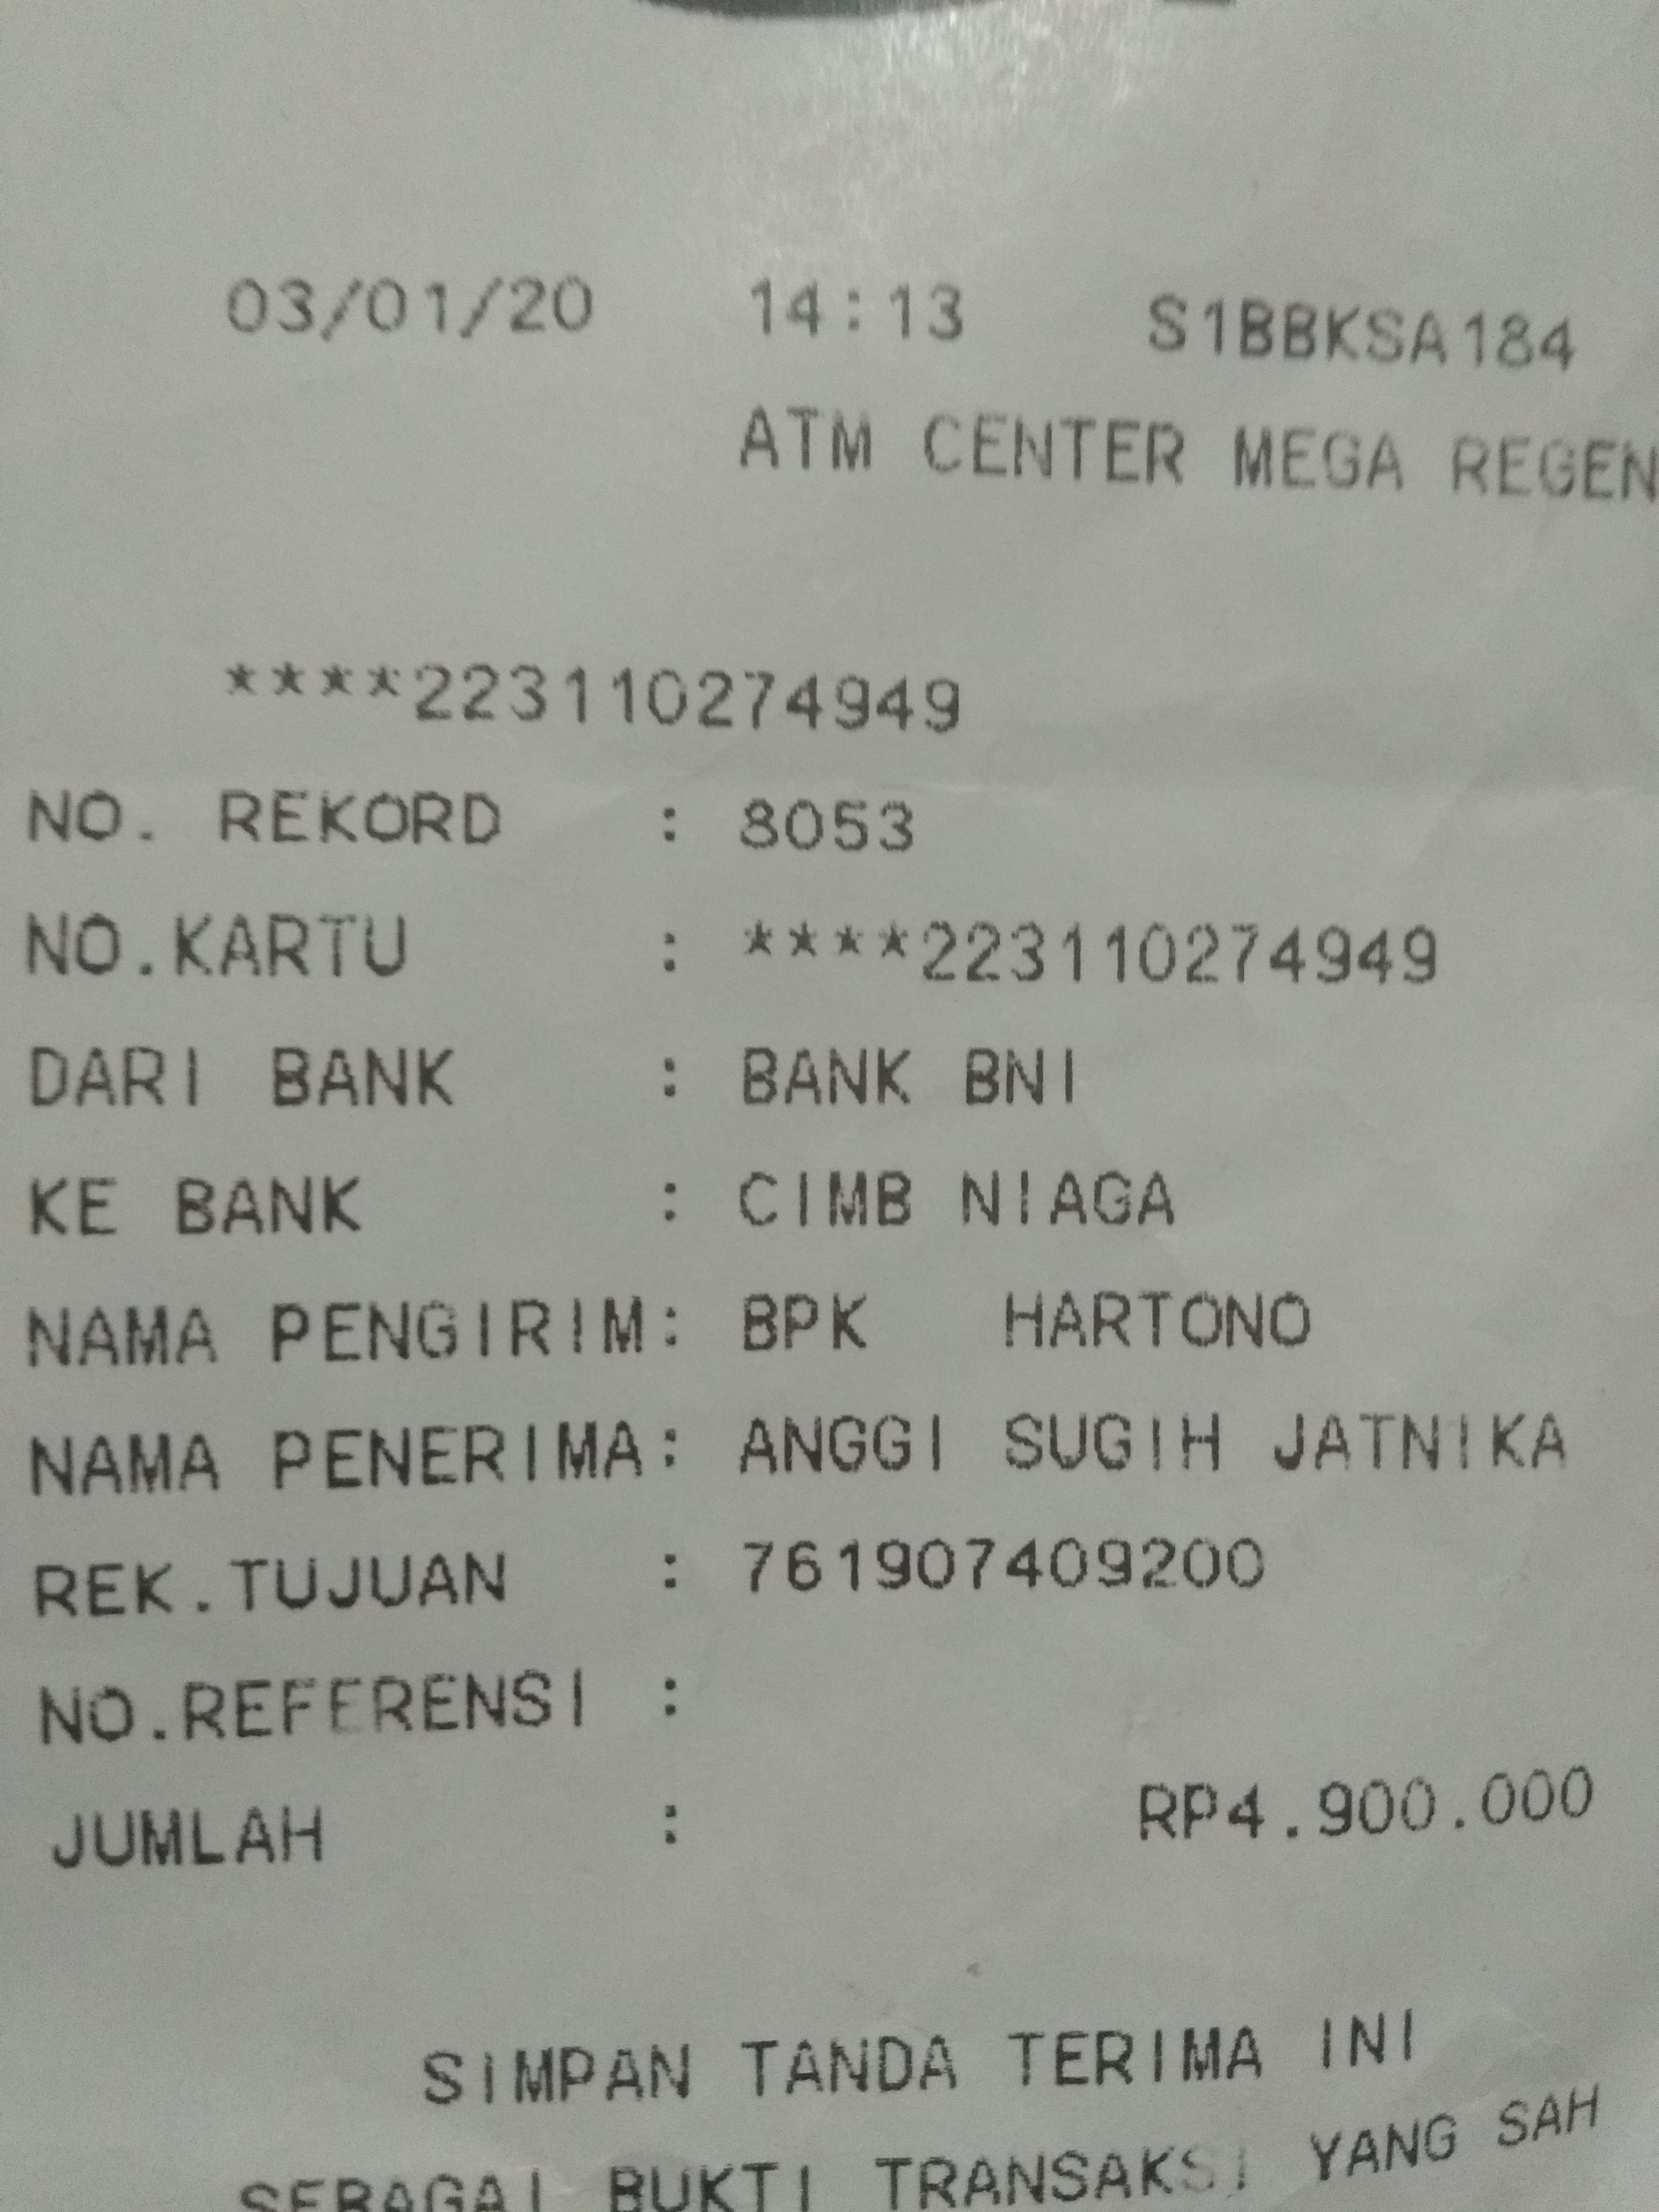 03/01/20 14:13 S1BBKSA184
ATM CENTER MEGA REGEN
****223110274949
NO. REKORD : 8053
NO.KARTU : ****223110274949
DARI BANK : BANK BNI
KE BANK : CIMB NIAGA
NAMA PENGIRIM: BPK HARTONO
NAMA PENERIMA: ANGGI SUGIH JATNIKA
REK.TUJUAN : 761907409200
NO.REFERENSI :
JUMLAH : RP4.900.000
SIMPAN TANDA TERIMA INI
SEBAGAI BUKTI TRANSAKSI YANG SAH